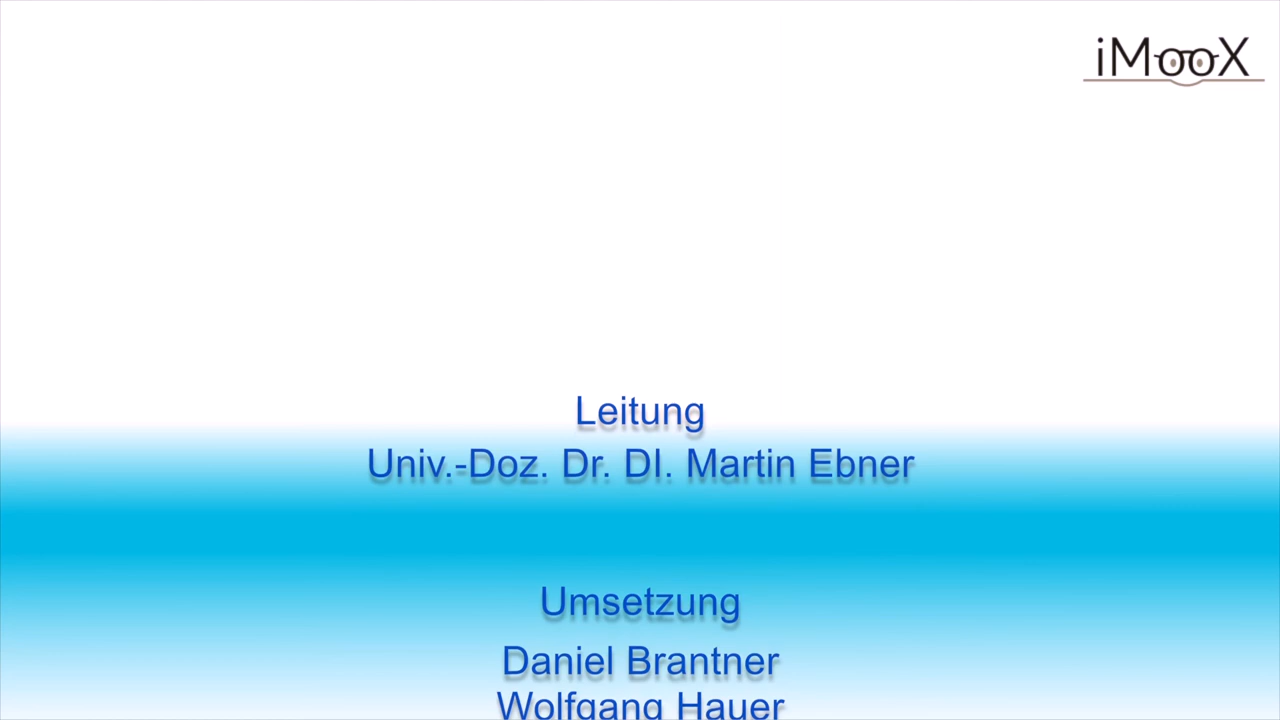 iMooX
Leitung
Univ.-Doz. Dr. DI. Martin Ebner
Umsetzung
Daniel Brantner
Wolfgang Hauer